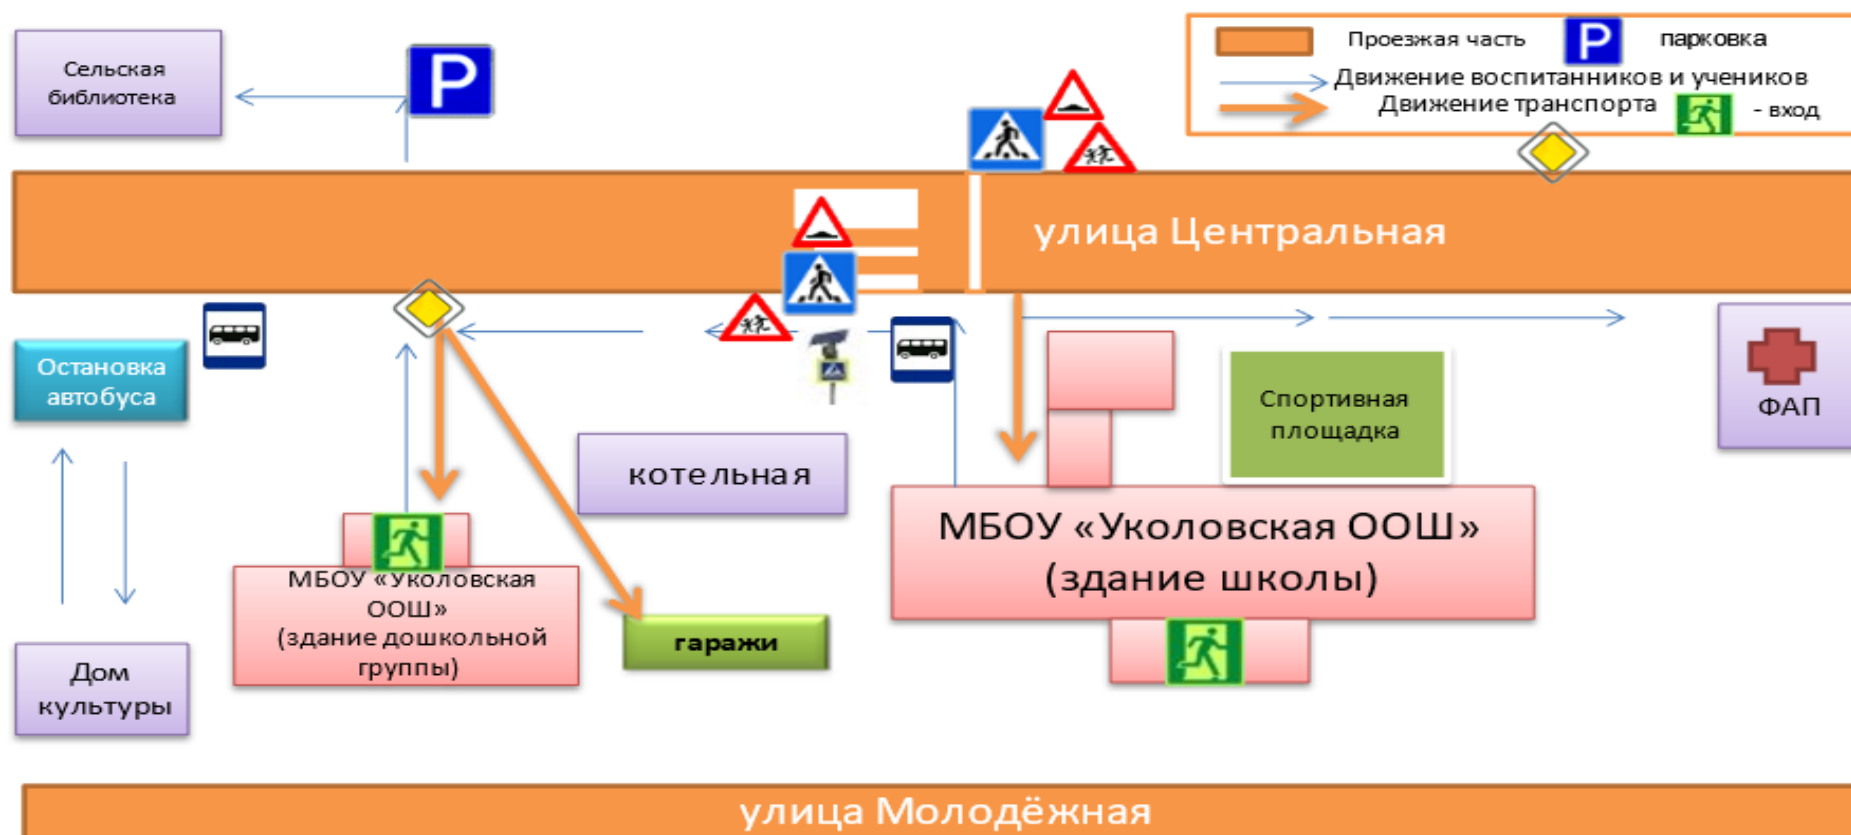 Сельская
библиотека
P
Проезжая часть
P
парковка
Движение воспитанников и учеников
Движение транспорта
- вход
улица Центральная
Остановка
автобуса
котельная
Спортивная
площадка
ФАП
МБОУ «Уколовская ООШ»
(здание школы)
МБОУ «Уколовская
ООШ»
(здание дошкольной
группы)
гаражи
Дом
культуры
улица Молодёжная